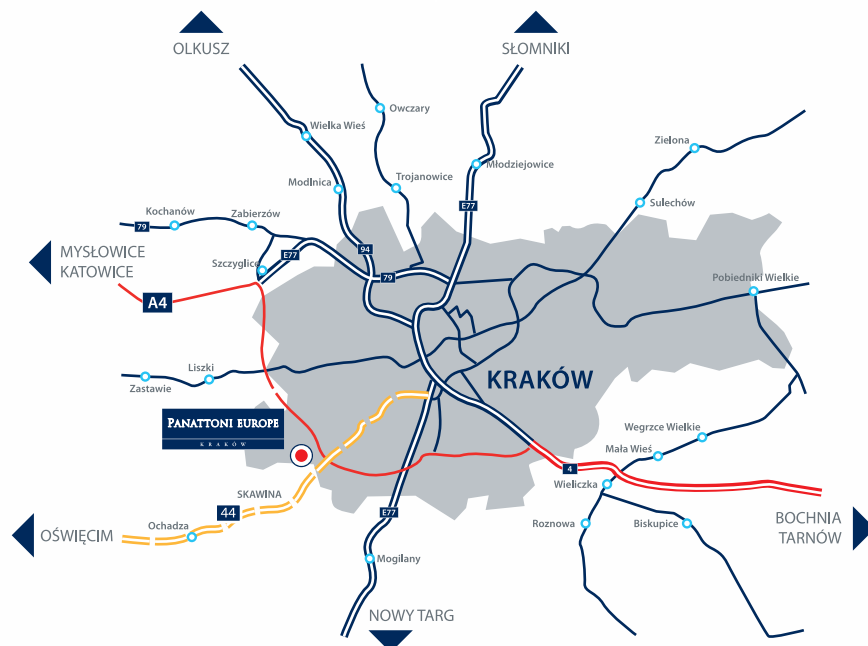 OLKUSZ
SŁOMNIKI
Owczary
Wielka Wieś
Zielona
Młodziejowice
Modlnica
Trojanowice
Sulechów
E77
Kochanów
Zabierzów
79
MYSŁOWICE
KATOWICE
E77
94
Szczyglice
79
Pobiedniki Wielkie
A4
Liszki
Zastawie
KRAKÓW
PANATTONI EUROPE
KRAKÓW
Wegrzce Wielkie
Mała Wieś
4
Wieliczka
SKAWINA
44
E77
Ochadza
OŚWIĘCIM
Roznowa
Biskupice
BOCHNIA
TARNÓW
Mogilany
NOWY TARG